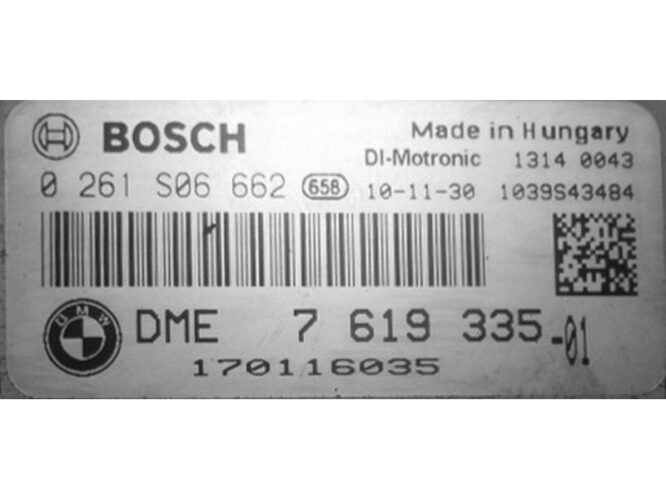 BOSCH
Made in Hungary
DI-Motronic 1314 0043
0 261 S06 662 658 10-11-30 1039S43484
BMW
DME 7 619 335-01
170116035